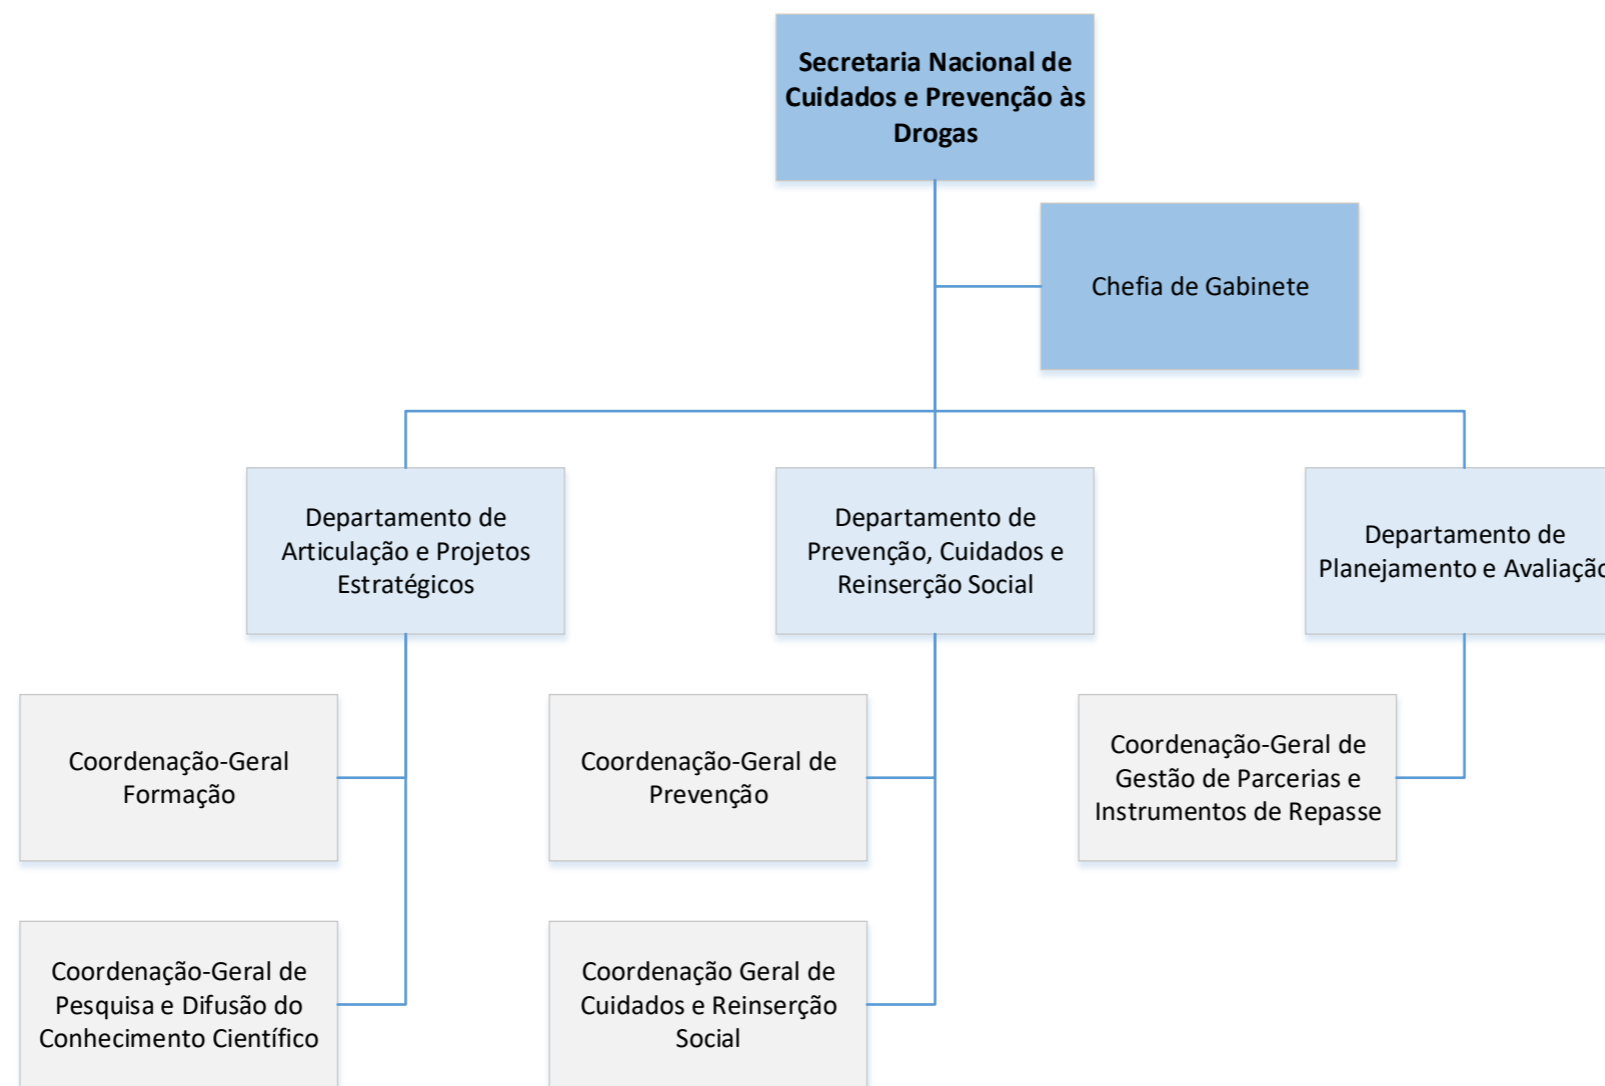 Secretaria Nacional de
Cuidados e Prevenção às
Drogas
Chefia de Gabinete
Departamento de
Articulação e Projetos
Estratégicos
Departamento de
Prevenção, Cuidados e
Reinserção Social
Departamento de
Planejamento e Avaliação
Coordenação-Geral
Formação
Coordenação-Geral de
Prevenção
Coordenação-Geral de
Gestão de Parcerias e
Instrumentos de Repasse
Coordenação-Geral de
Pesquisa e Difusão do
Conhecimento Científico
Coordenação Geral de
Cuidados e Reinserção
Social